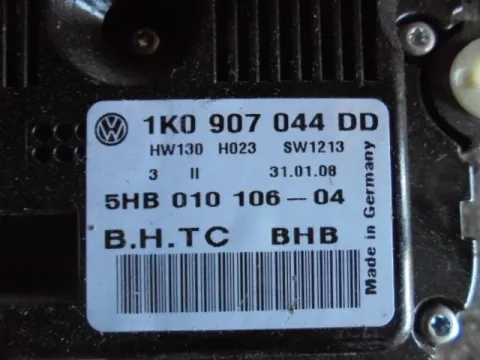 1K0 907 044 DD
HW130 H023 SW1213
3 II 31.01.08
5HB 010 106-04
B.H.TC BHB
Made in Germany